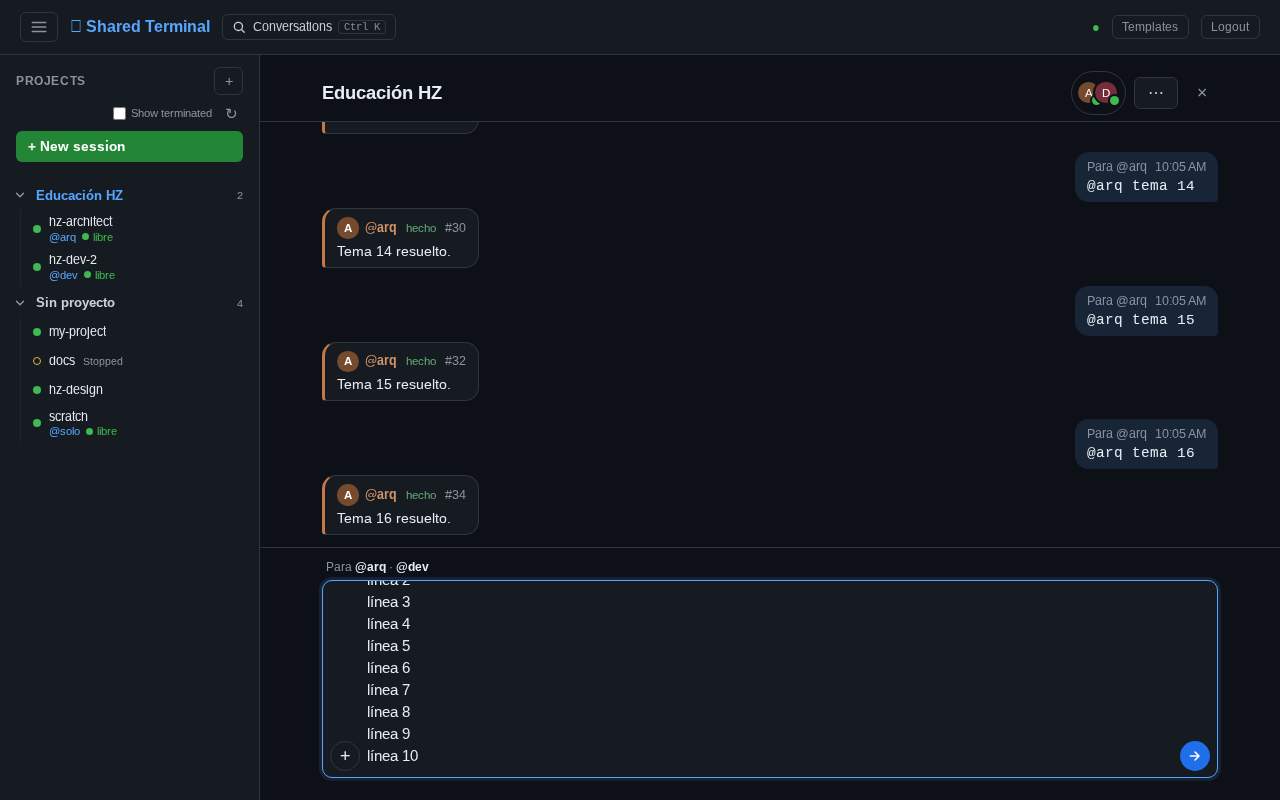 Shared Terminal
Conversations Ctrl K
Templates
Logout
PROJECTS
+
Show terminated
+ New session
Educación HZ 2
hz-architect
@arq libre
hz-dev-2
@dev libre
Sin proyecto 4
my-project
docs Stopped
hz-design
scratch
@solo libre
Educación HZ
A D
⋯
×
Para @arq 10:05 AM
@arq tema 14
A @arq hecho #30
Tema 14 resuelto.
Para @arq 10:05 AM
@arq tema 15
A @arq hecho #32
Tema 15 resuelto.
Para @arq 10:05 AM
@arq tema 16
A @arq hecho #34
Tema 16 resuelto.
Para @arq · @dev
línea 2
línea 3
línea 4
línea 5
línea 6
línea 7
línea 8
línea 9
+ línea 10